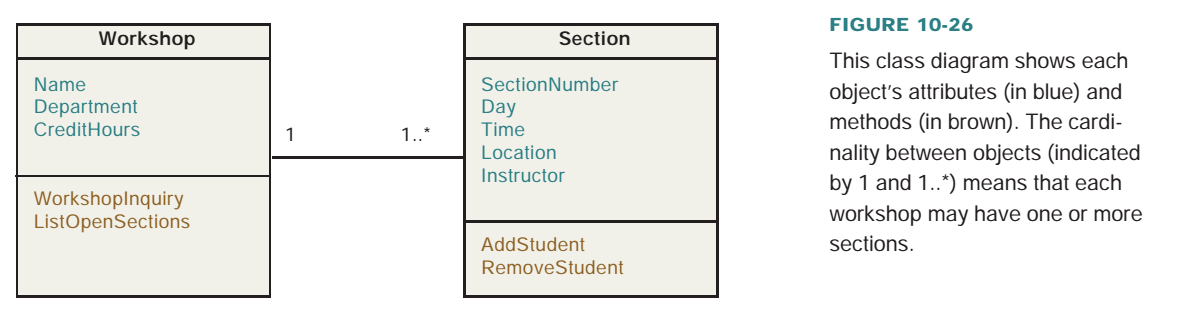 Workshop
Name
Department
CreditHours
WorkshopInquiry
ListOpenSections
1
1..*
Section
SectionNumber
Day
Time
Location
Instructor
AddStudent
RemoveStudent
FIGURE 10-26
This class diagram shows each
object's attributes (in blue) and
methods (in brown). The cardi-
nality between objects (indicated
by 1 and 1..*) means that each
workshop may have one or more
sections.